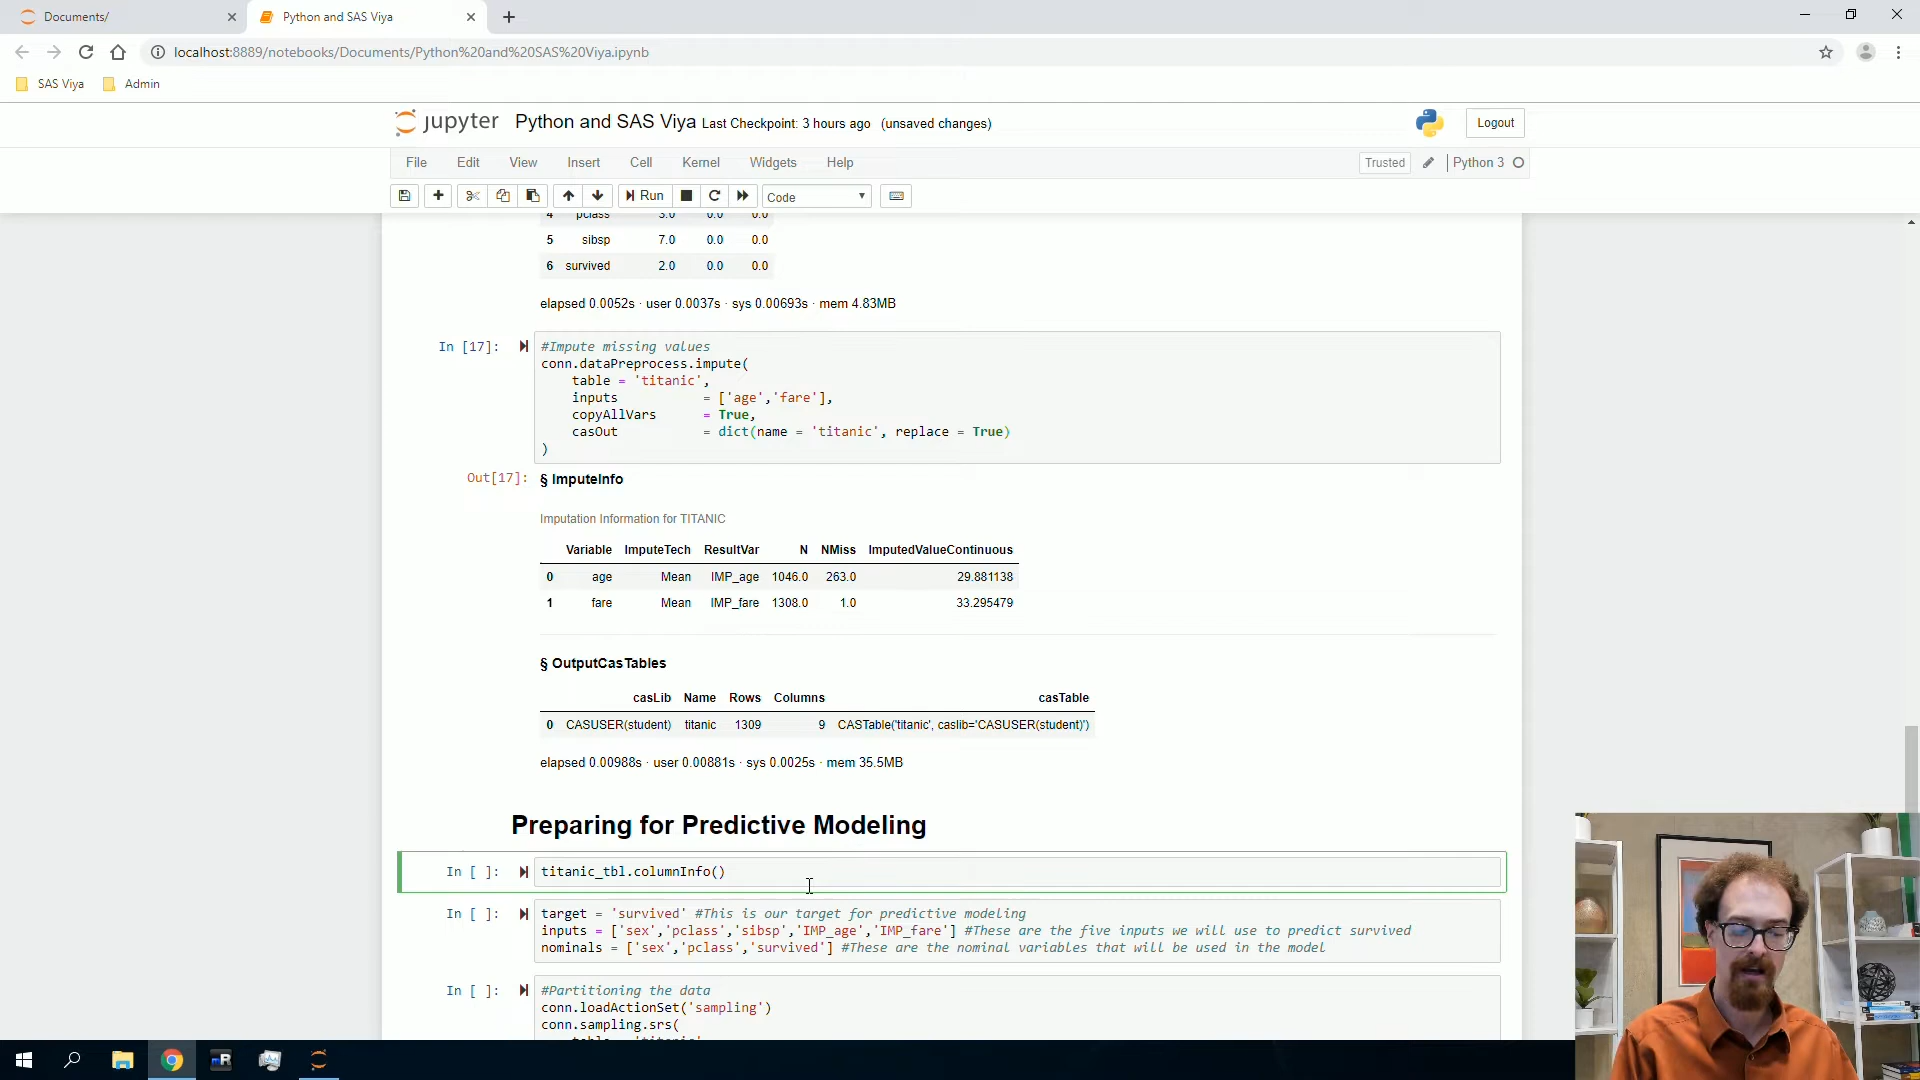 Documents/
Python and SAS Viya
localhost:8889/notebooks/Documents/Python%20and%20SAS%20Viya.ipynb
SAS Viya
Admin
jupyter
Python and SAS Viya Last Checkpoint: 3 hours ago (unsaved changes)
Logout
File Edit View Insert Cell Kernel Widgets Help
Trusted
Python 3
Run
Code
4 pclass 3.0 0.0 0.0
5 sibsp 7.0 0.0 0.0
6 survived 2.0 0.0 0.0
elapsed 0.0052s · user 0.0037s · sys 0.00693s · mem 4.83MB
In [17]:
#Impute missing values
conn.dataPreprocess.impute(
table = 'titanic',
inputs = ['age','fare'],
copyAllVars = True,
casOut = dict(name = 'titanic', replace = True)
)
Out[17]:
§ ImputeInfo
Imputation Information for TITANIC
Variable ImputeTech ResultVar N NMiss ImputedValueContinuous
0 age Mean IMP_age 1046.0 263.0 29.881138
1 fare Mean IMP_fare 1308.0 1.0 33.295479
§ OutputCasTables
casLib Name Rows Columns casTable
0 CASUSER(student) titanic 1309 9 CASTable('titanic', caslib='CASUSER(student)')
elapsed 0.00988s · user 0.00881s · sys 0.0025s · mem 35.5MB
Preparing for Predictive Modeling
In [ ]:
titanic_tbl.columnInfo()
In [ ]:
target = 'survived' #This is our target for predictive modeling
inputs = ['sex','pclass','sibsp','IMP_age','IMP_fare'] #These are the five inputs we will use to predict survived
nominals = ['sex','pclass','survived'] #These are the nominal variables that will be used in the model
In [ ]:
#Partitioning the data
conn.loadActionSet('sampling')
conn.sampling.srs(